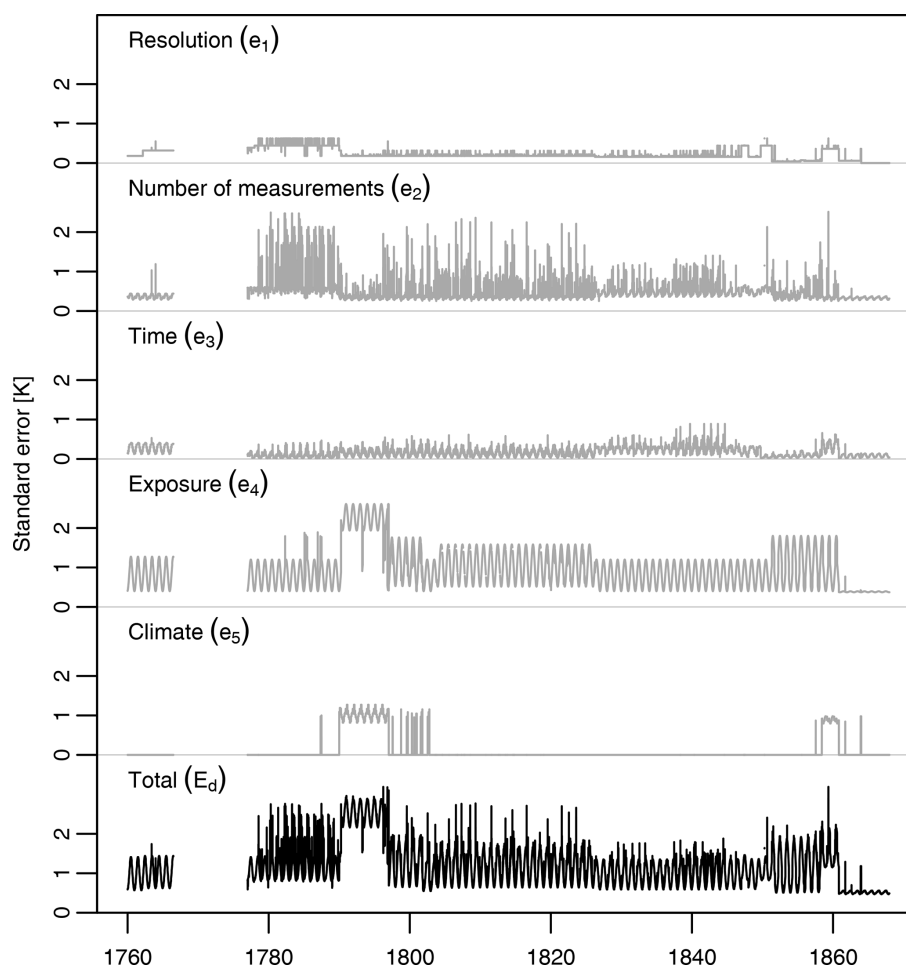 Resolution (e1)
0 1 2
Number of measurements (e2)
0 1 2
Time (e3)
0 1 2
Exposure (e4)
0 1 2
Climate (e5)
0 1 2
Total (Ed)
0 1 2
Standard error [K]
1760 1780 1800 1820 1840 1860